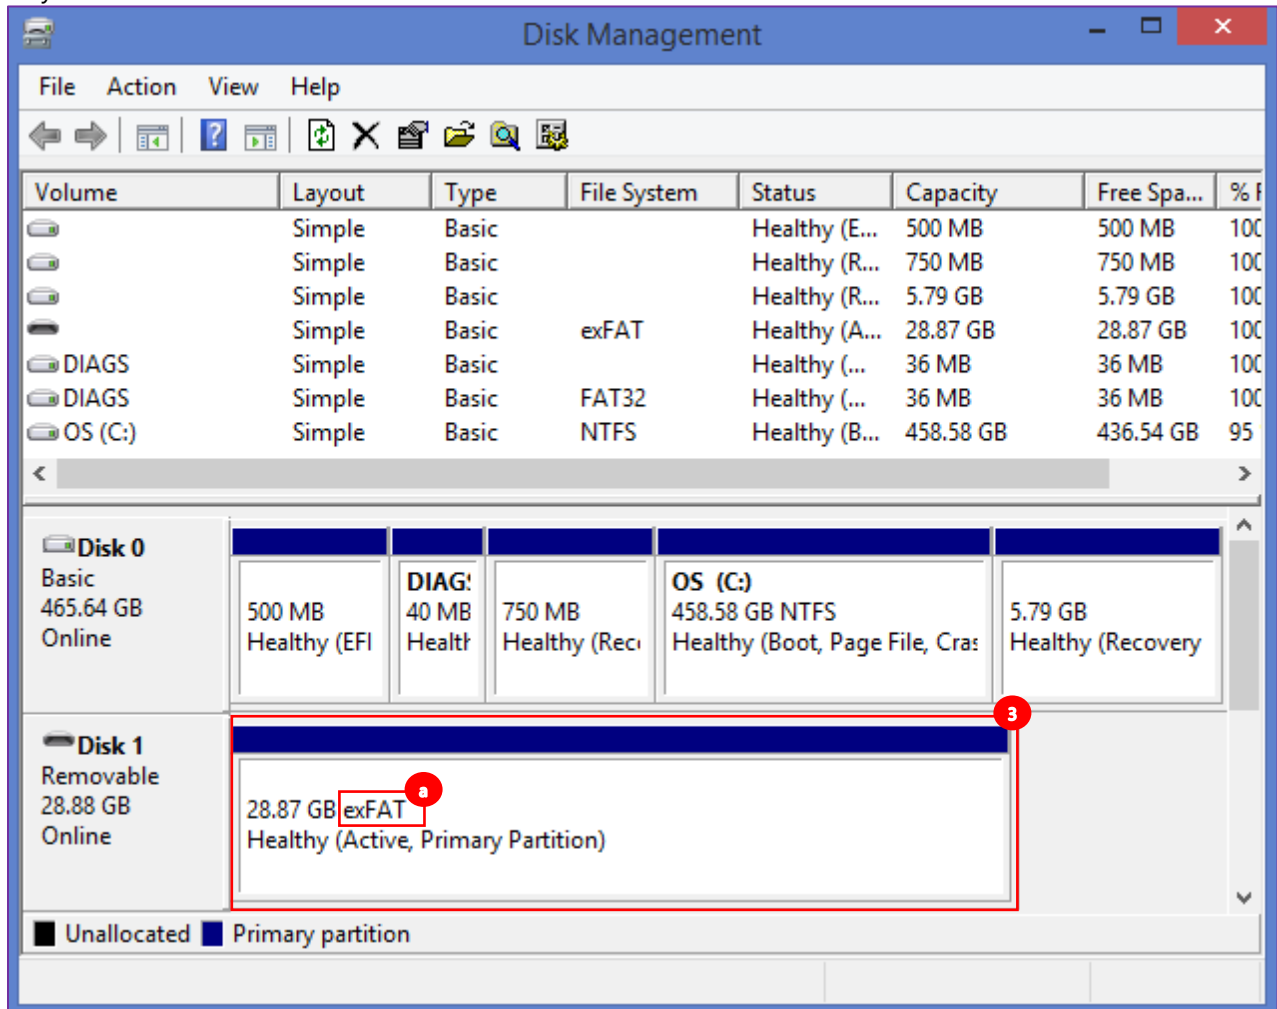 Disk Management
File Action View Help
Volume Layout Type File System Status Capacity Free Spa... %
Simple Basic Healthy (E... 500 MB 500 MB 100
Simple Basic Healthy (R... 750 MB 750 MB 100
Simple Basic Healthy (R... 5.79 GB 5.79 GB 100
Simple Basic exFAT Healthy (A... 28.87 GB 28.87 GB 100
DIAGS Simple Basic Healthy (... 36 MB 36 MB 100
DIAGS Simple Basic FAT32 Healthy (... 36 MB 36 MB 100
OS (C:) Simple Basic NTFS Healthy (B... 458.58 GB 436.54 GB 95
Disk 0
Basic
465.64 GB
Online
500 MB
Healthy (EFI
DIAGS
40 MB
Healtl
750 MB
Healthy (Rec
OS (C:)
458.58 GB NTFS
Healthy (Boot, Page File, Cras
5.79 GB
Healthy (Recovery
3
Disk 1
Removable
28.88 GB
Online
a
28.87 GB exFAT
Healthy (Active, Primary Partition)
Unallocated Primary partition